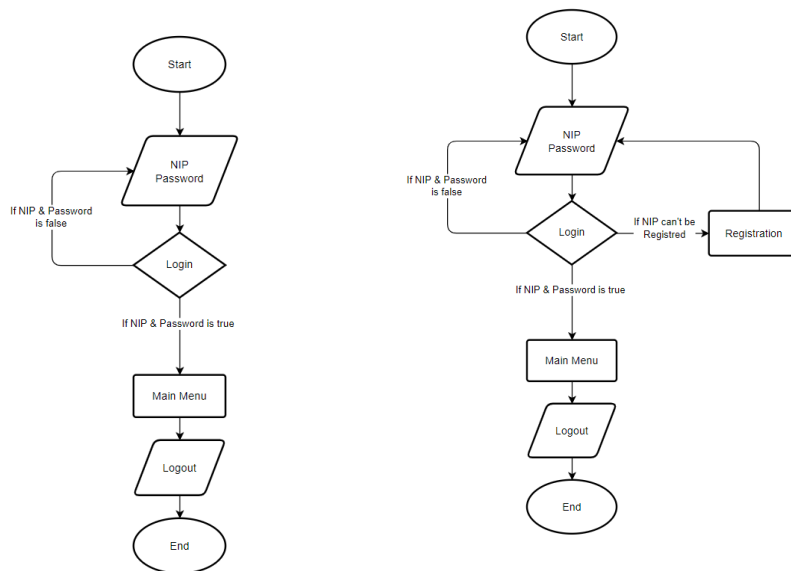 Start
NIP
Password
If NIP & Password
is false
Login
If NIP & Password is true
Main Menu
Logout
End
Start
NIP
Password
If NIP & Password
is false
Login
If NIP can't be
Registred
Registration
If NIP & Password is true
Main Menu
Logout
End